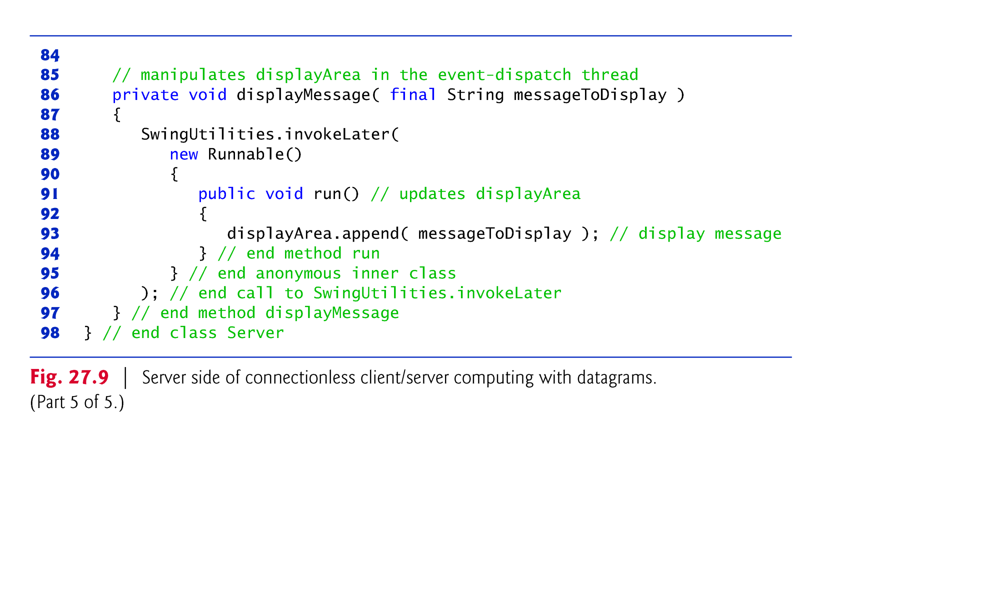 84
85 // manipulates displayArea in the event-dispatch thread
86 private void displayMessage( final String messageToDisplay )
87 {
88 SwingUtilities.invokeLater(
89 new Runnable()
90 {
91 public void run() // updates displayArea
92 {
93 displayArea.append( messageToDisplay ); // display message
94 } // end method run
95 } // end anonymous inner class
96 ); // end call to SwingUtilities.invokeLater
97 } // end method displayMessage
98 } // end class Server
Fig. 27.9 | Server side of connectionless client/server computing with datagrams.
(Part 5 of 5.)